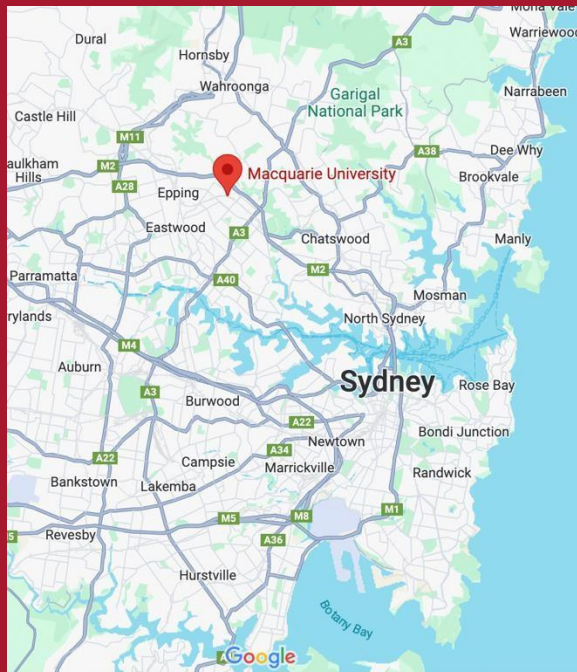 Mona Vale
Dural
A3
Warriewood
Hornsby
Wahroonga
Garigal
National Park
Narrabeen
Castle Hill
M11
A38
Dee Why
aulkham
Hills
M2
Macquarie University
A28
Epping
Brookvale
Eastwood
A3
Chatswood
Manly
M2
Parramatta
A40
Mosman
rylands
North Sydney
M4
Auburn
Sydney
Rose Bay
A3
Burwood
A22
Bondi Junction
Newtown
A34
A22
Campsie
Marrickville
Randwick
Bankstown
Lakemba
M5
M8
M1
5
Revesby
A36
Hurstville
Botany Bay
Google